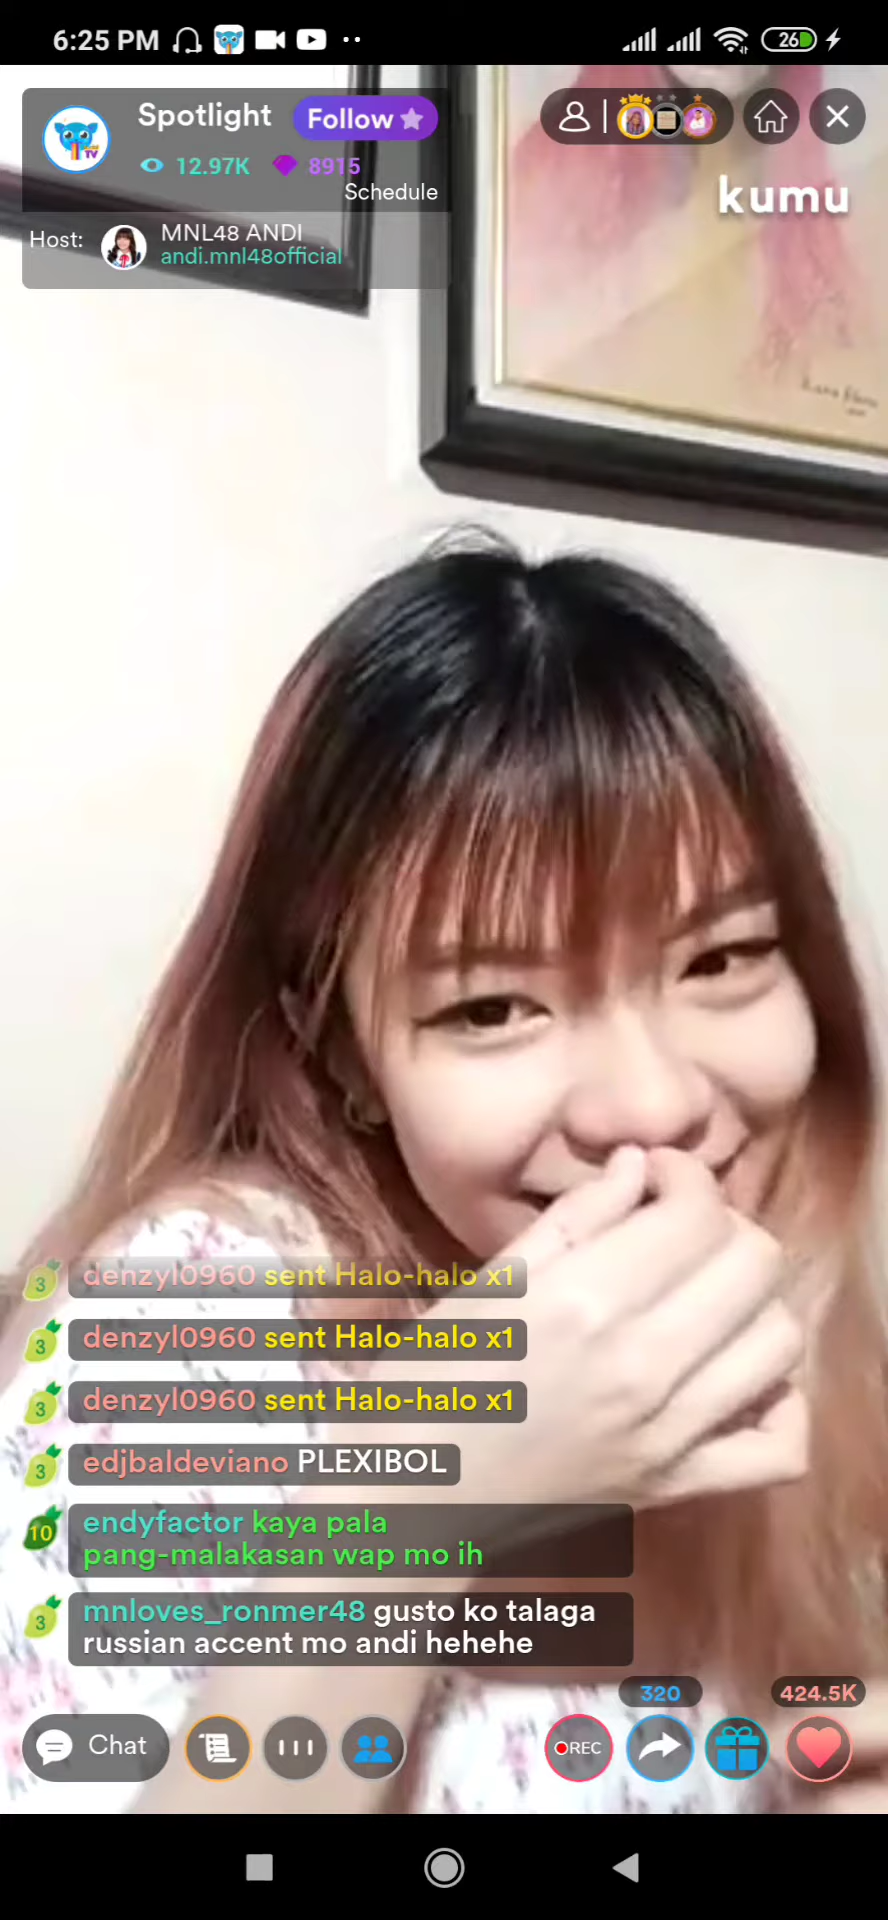 6:25 PM
26
Spotlight
Follow
12.97K
8915
Schedule
kumu
Host:
MNL48 ANDI
andi.mnl48official
denzyl0960 sent Halo-halo x1
denzyl0960 sent Halo-halo x1
denzyl0960 sent Halo-halo x1
3
3
3
3
edjbaldeviano PLEXIBOL
10
endyfactor kaya pala
pang-malakasan wap mo ih
3
mnloves_ronmer48 gusto ko talaga
russian accent mo andi hehehe
320
424.5K
Chat
REC